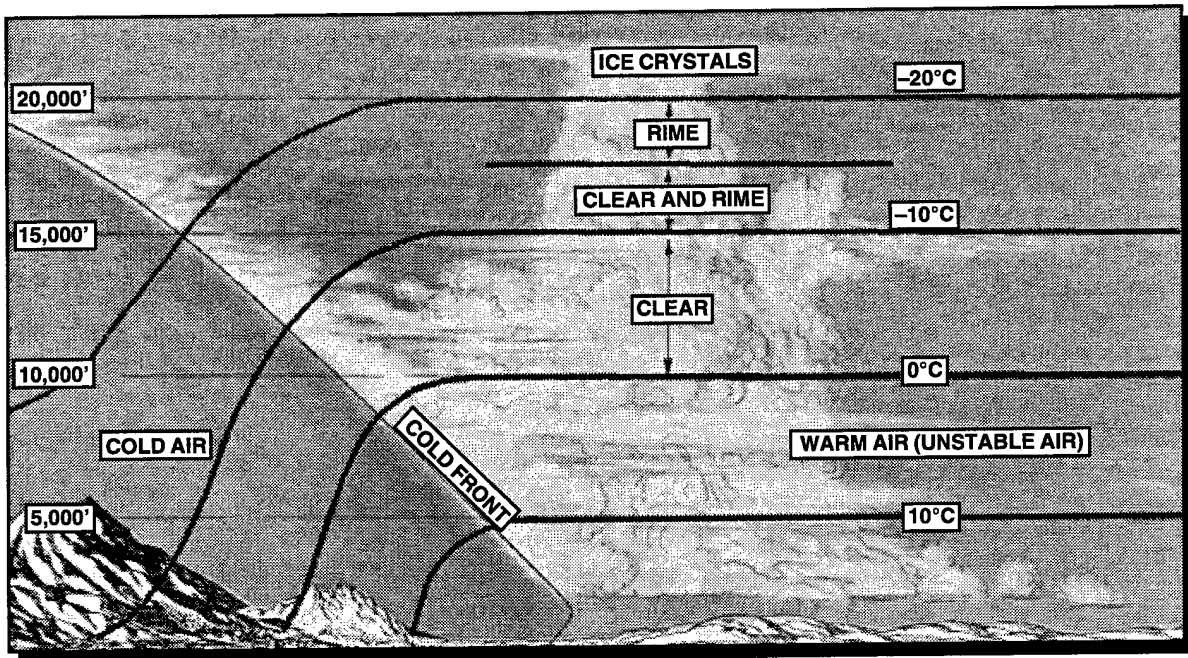 ICE CRYSTALS
–20°C
20,000'
RIME
CLEAR AND RIME
–10°C
15,000'
CLEAR
10,000'
0°C
COLD AIR
COLD FRONT
WARM AIR (UNSTABLE AIR)
5,000'
10°C